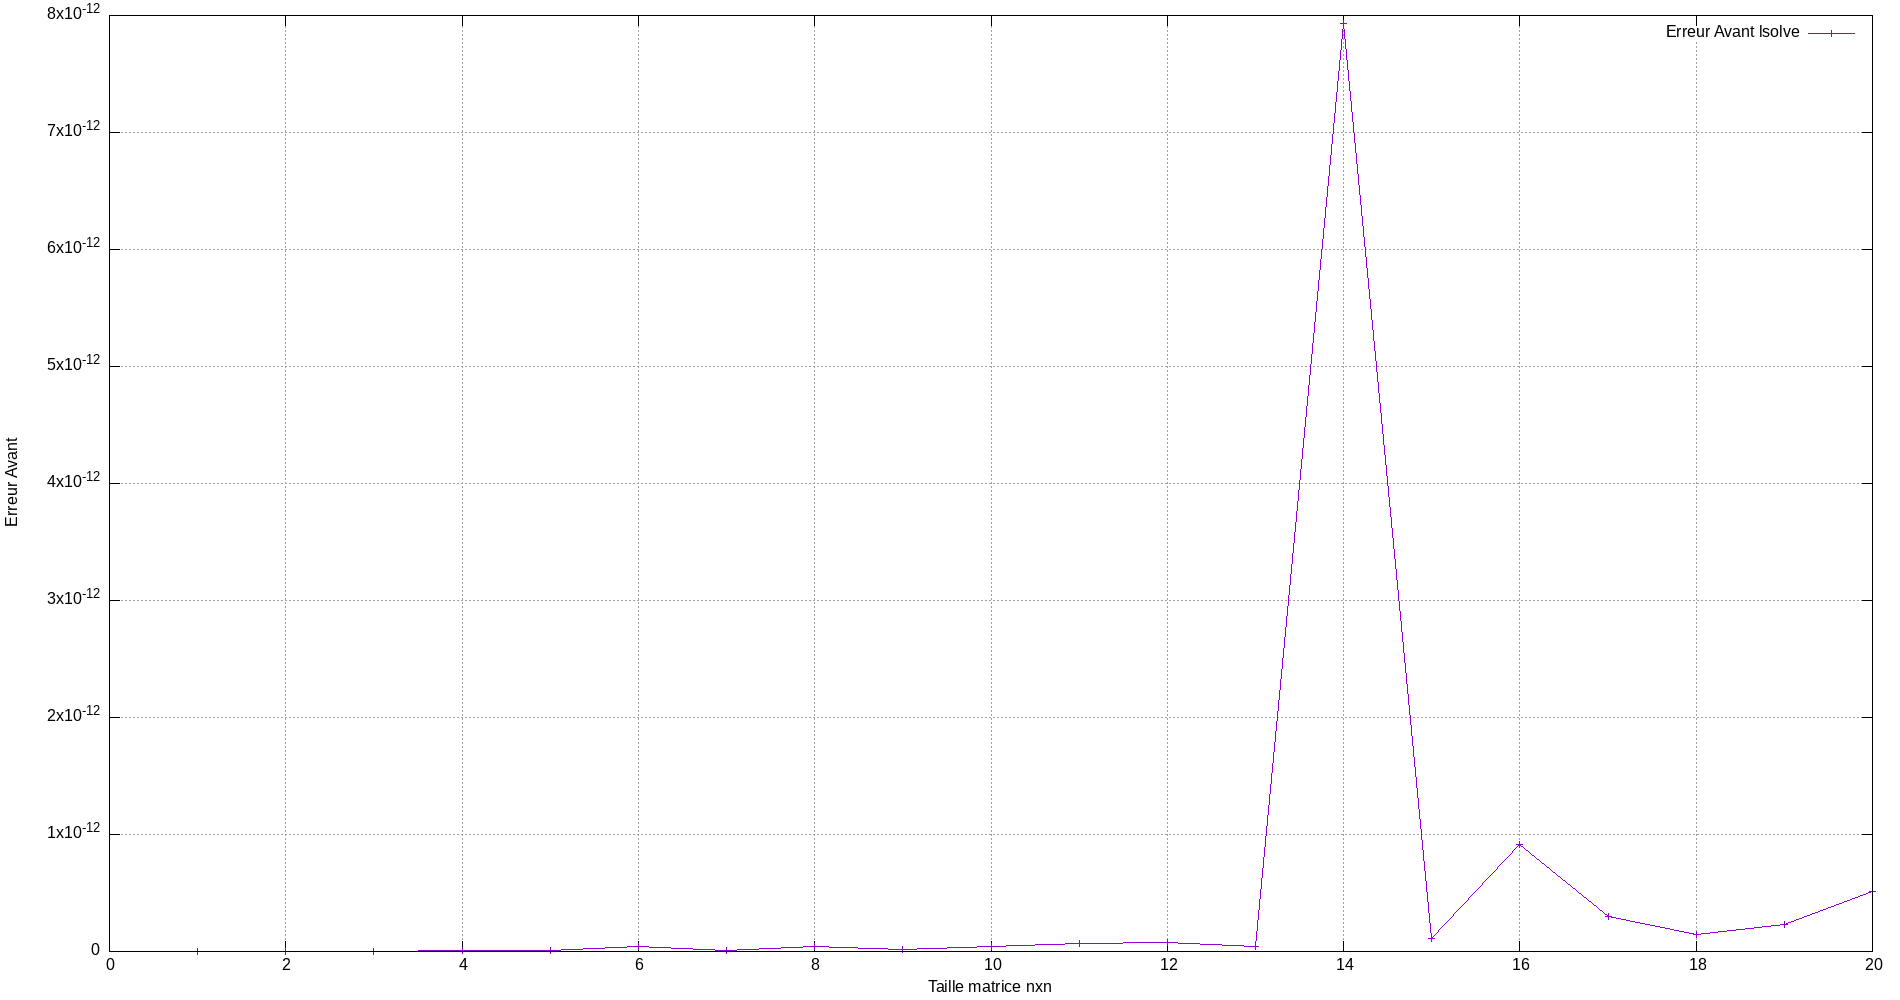 8x10-12
7x10-12
6x10-12
5x10-12
4x10-12
3x10-12
2x10-12
1x10-12
0
Erreur Avant
Erreur Avant lsolve
0 2 4 6 8 10 12 14 16 18 20
Taille matrice nxn